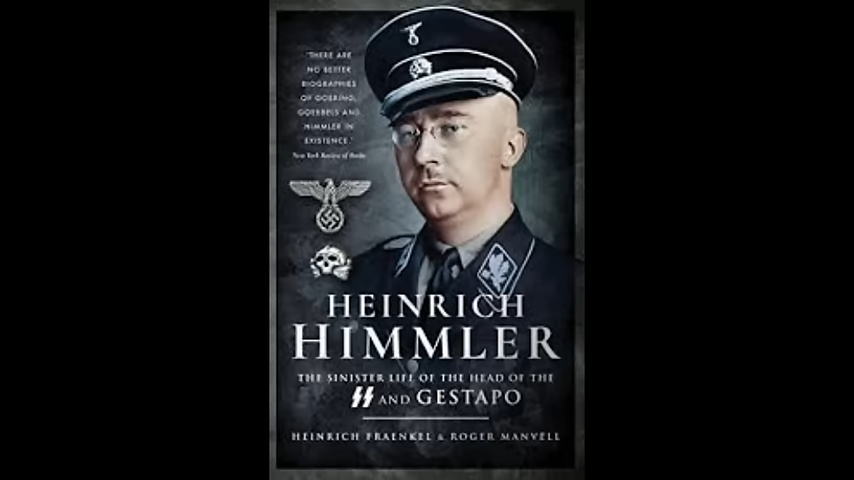 "THERE ARE
NO BETTER
BIOGRAPHIES
OF GOERING,
GOEBBELS AND
HIMMLER IN
EXISTENCE."
New York Review of Books
HEINRICH
HIMMLER
THE SINISTER LIFE OF THE HEAD OF THE
SS AND GESTAPO
HEINRICH FRAENKEL & ROGER MANVELL